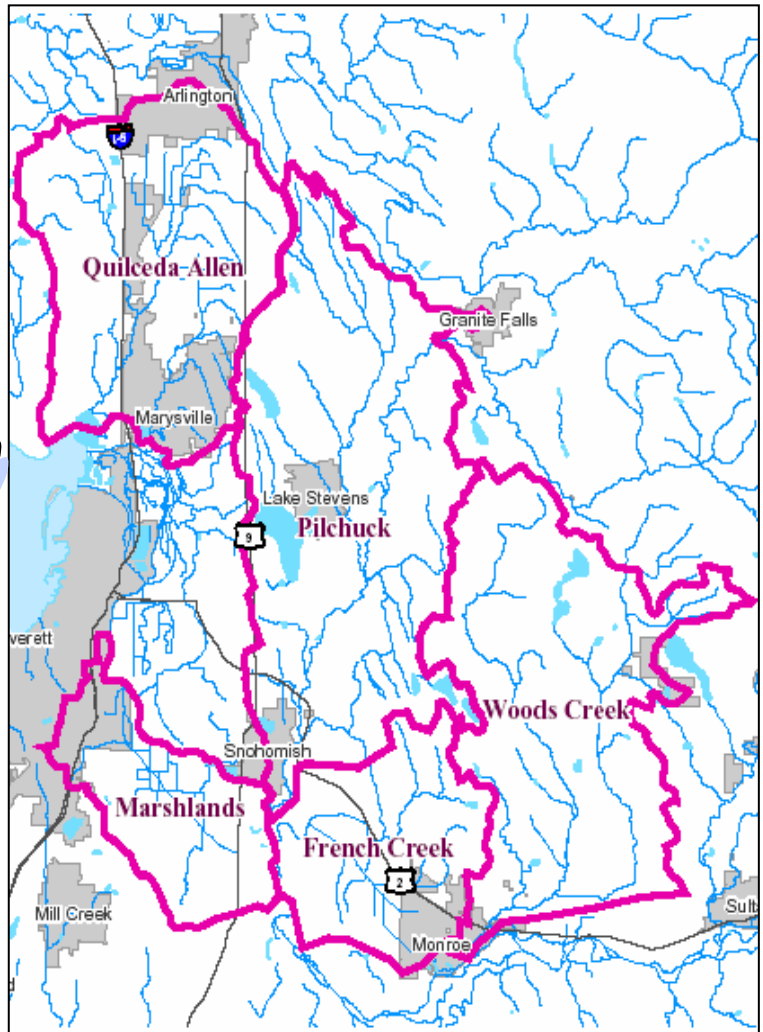 Arlington
I-5
Quilceda Allen
Granite Falls
Marysville
Lake Stevens
Pilchuck
9
verett
Woods Creek
Snohomish
Marshlands
French Creek
2
Mill Creek
Sult
Monroe